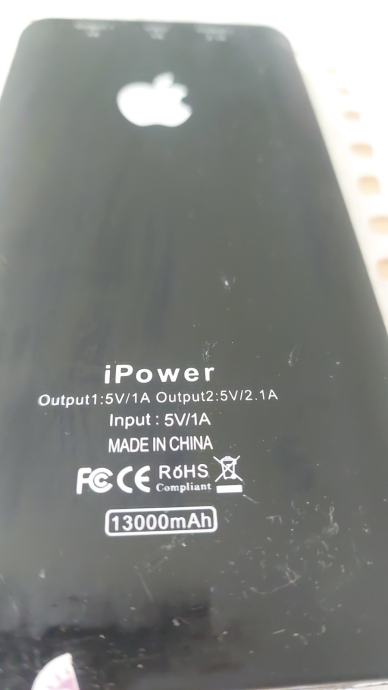 iPower
Output1:5V/1A Output2:5V/2.1A
Input : 5V/1A
MADE IN CHINA
FC CE RoHS
Compliant
13000mAh